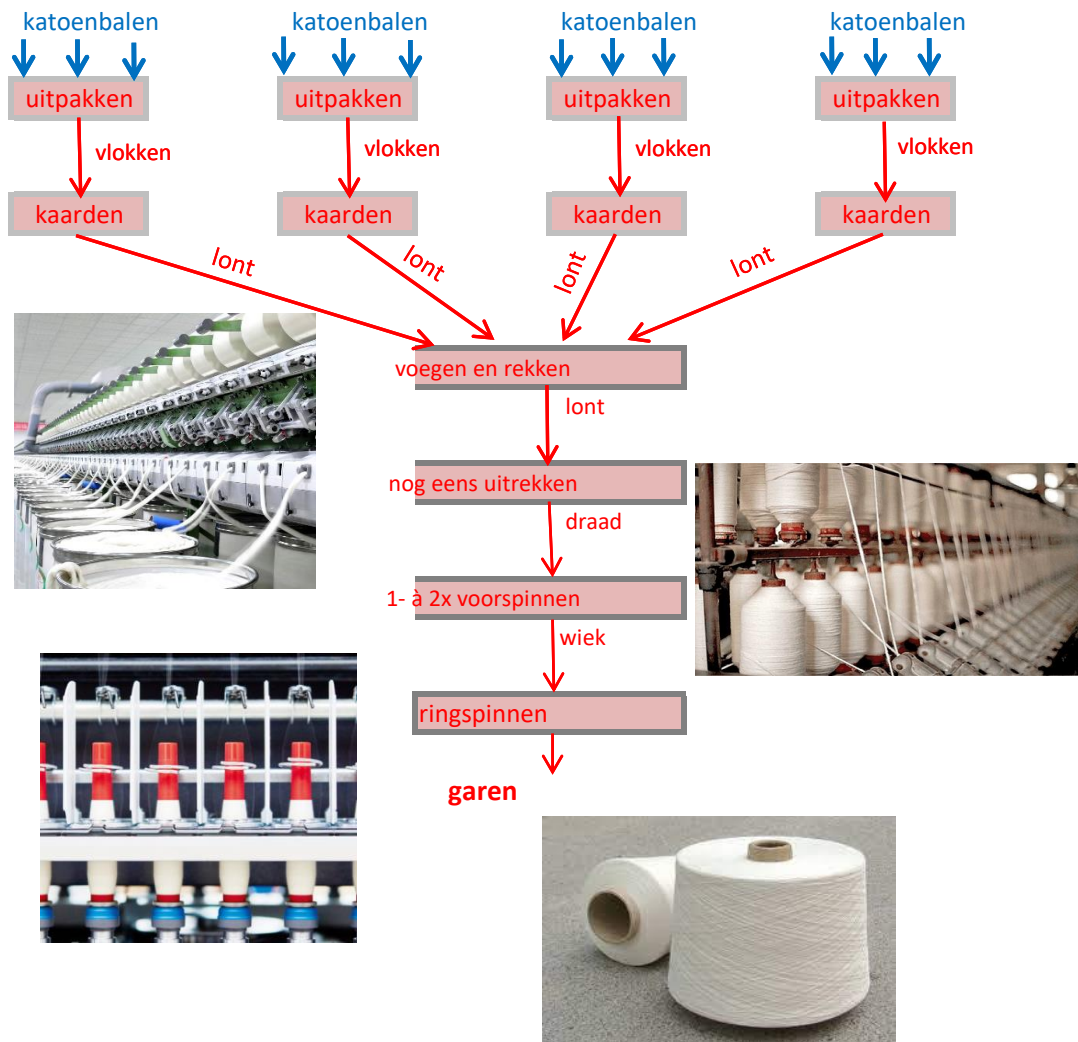 katoenbalen
katoenbalen
katoenbalen
katoenbalen
uitpakken
uitpakken
uitpakken
uitpakken
vlokken
vlokken
vlokken
vlokken
kaarden
kaarden
kaarden
kaarden
lont
lont
lont
lont
voegen en rekken
lont
nog eens uitrekken
draad
1- à 2x voorspinnen
wiek
ringspinnen
garen